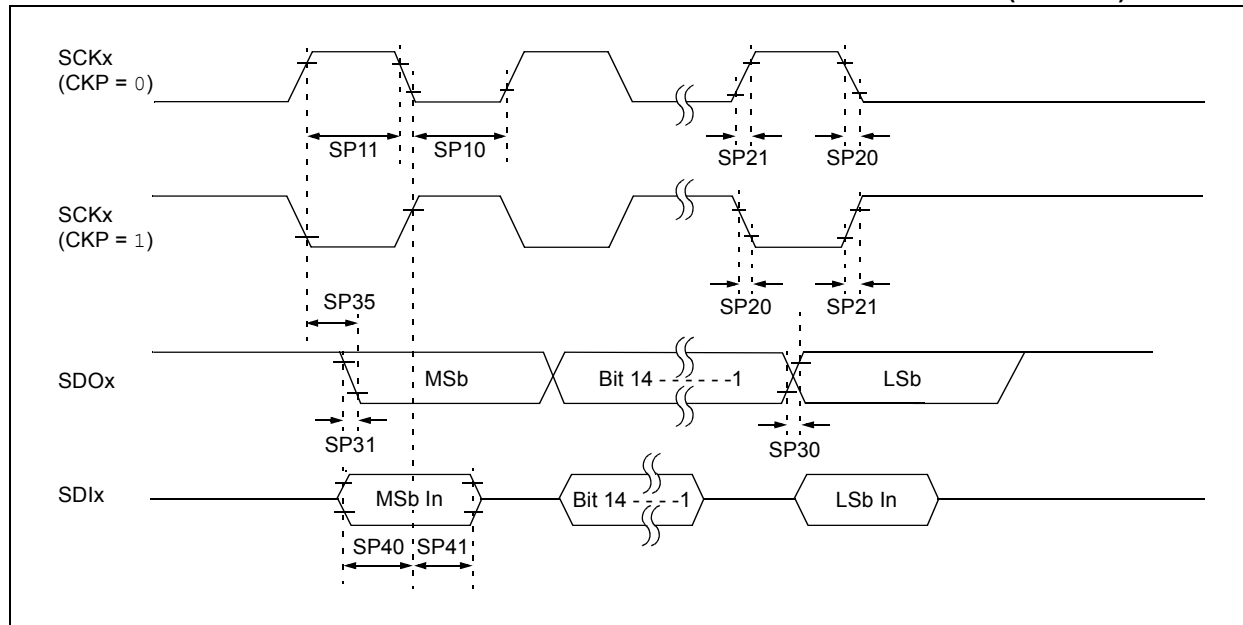 SCKx
(CKP = 0)
SP11
SP10
SP21
SP20
SCKx
(CKP = 1)
SP35
SP20
SP21
SDOx
MSb
Bit 14 - - - - - -1
LSb
SP31
SP30
SDIx
MSb In
Bit 14 - - - -1
LSb In
SP40
SP41